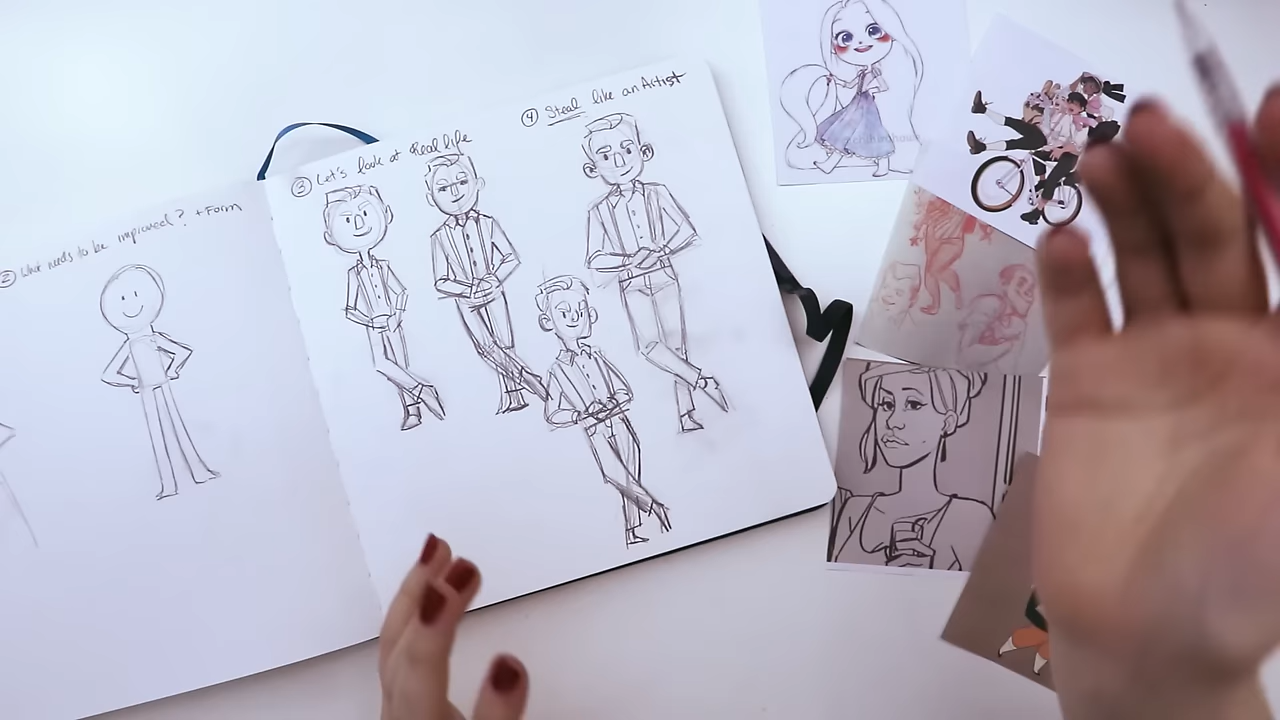 ② What needs to be improved? + Form
③ Let's look at Real life
④ Steal like an Artist